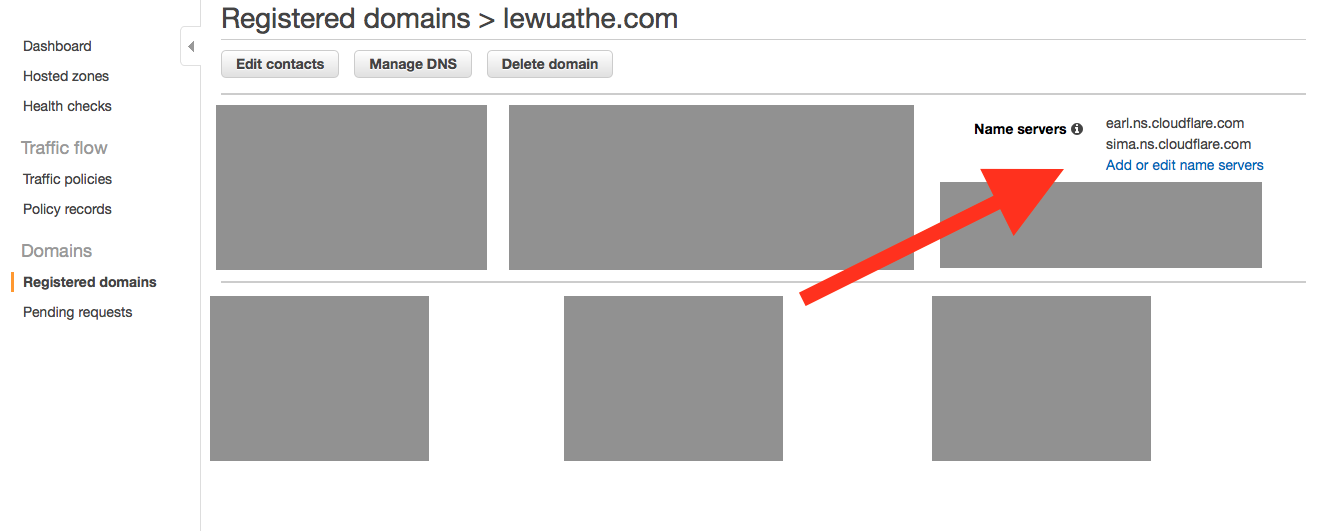 Registered domains > lewuathe.com
Dashboard
Hosted zones
Health checks
Traffic flow
Traffic policies
Policy records
Domains
Registered domains
Pending requests
Edit contacts
Manage DNS
Delete domain
Name servers
earl.ns.cloudflare.com
sima.ns.cloudflare.com
Add or edit name servers